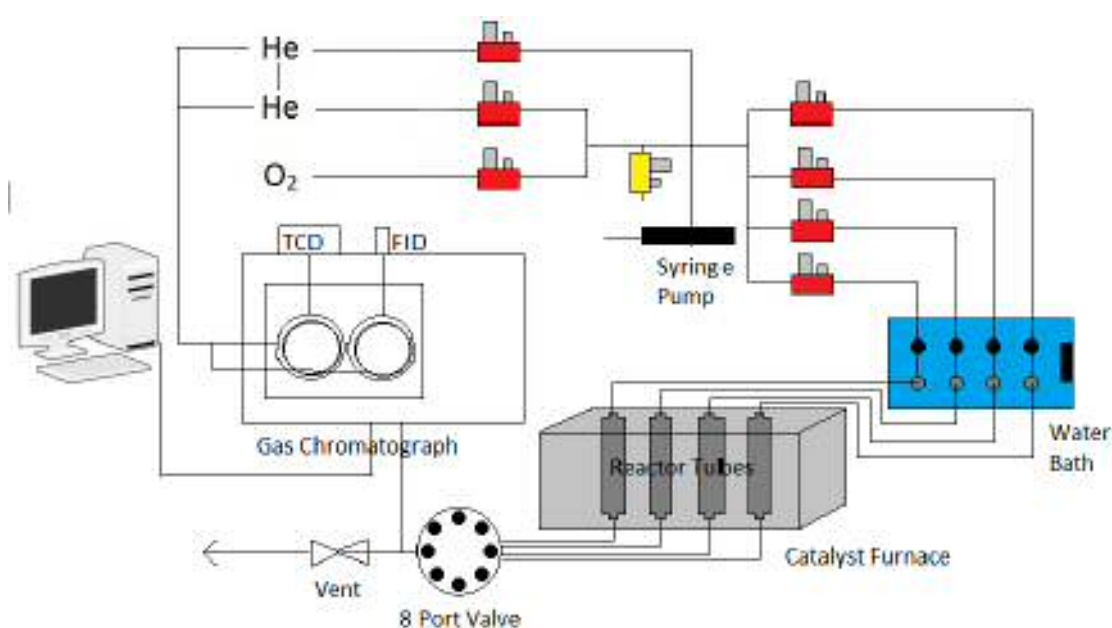 He
He
O₂
TCD
FID
Syringe
Pump
Gas Chromatograph
Reactor Tubes
Water
Bath
Catalyst Furnace
Vent
8 Port Valve